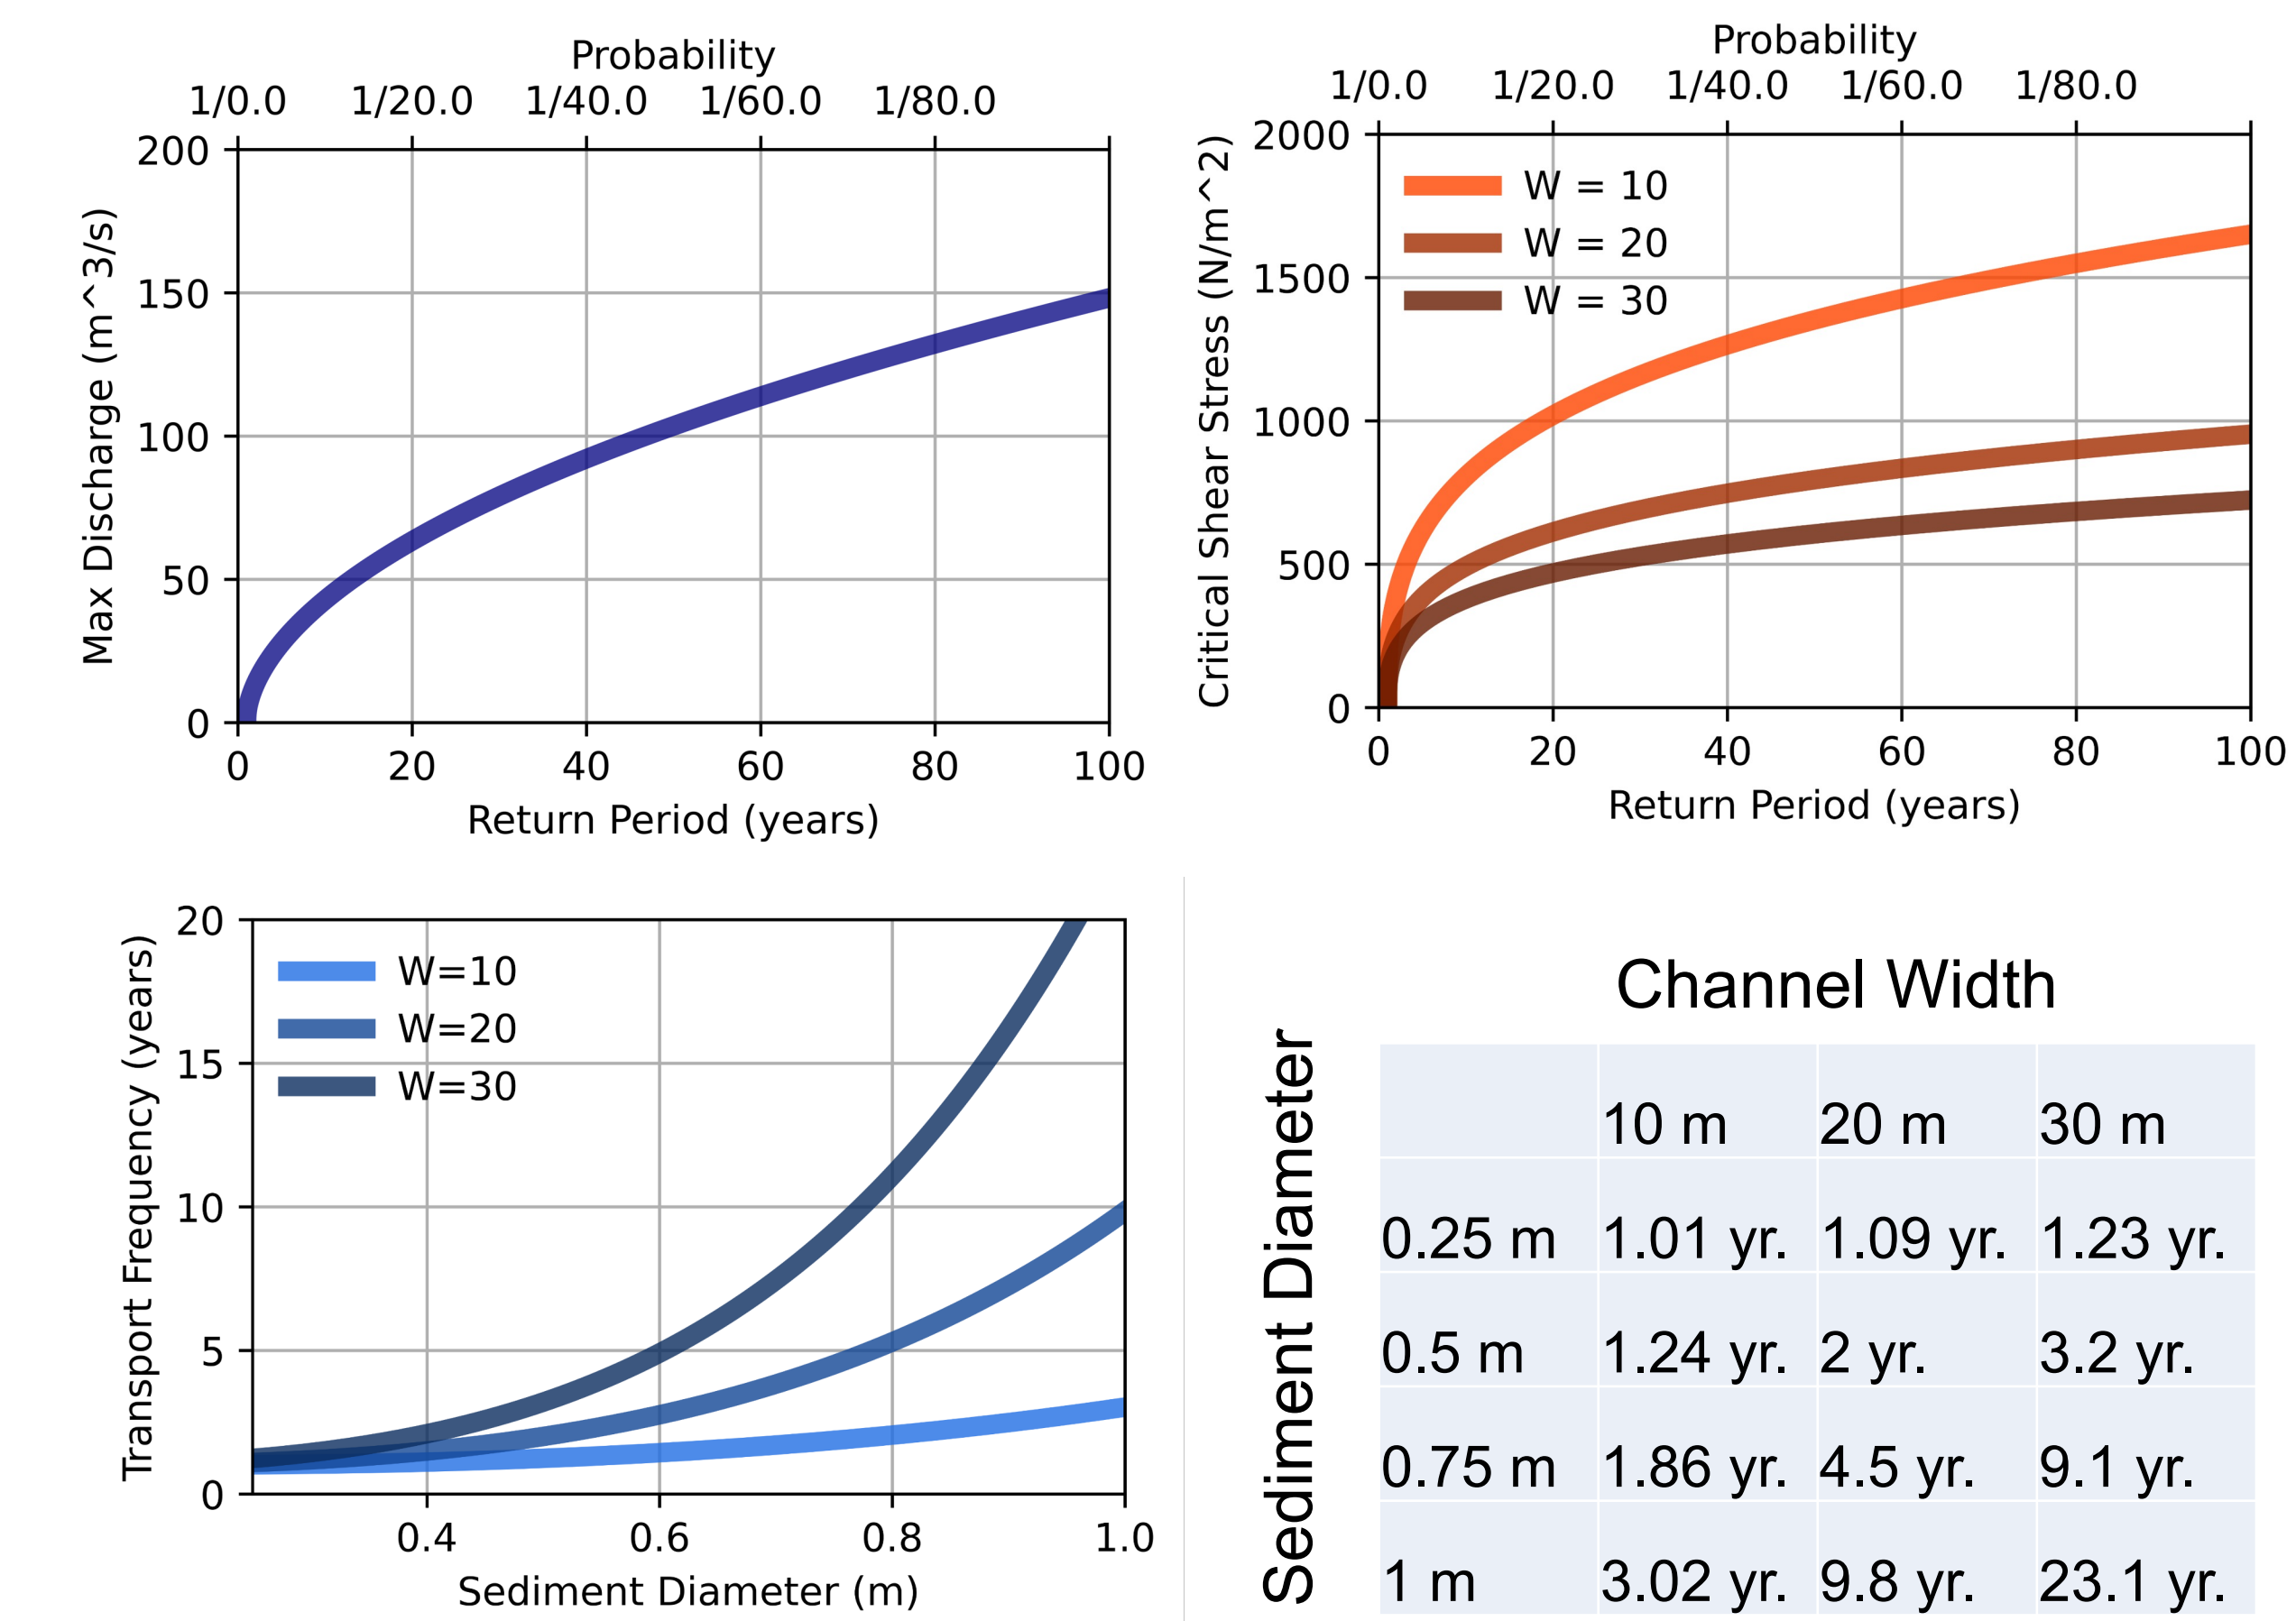 Probability
1/0.0 1/20.0 1/40.0 1/60.0 1/80.0
200
150
100
50
0
Max Discharge (m^3/s)
0 20 40 60 80 100
Return Period (years)
Probability
1/0.0 1/20.0 1/40.0 1/60.0 1/80.0
2000
1500
1000
500
0
Critical Shear Stress (N/m^2)
W = 10
W = 20
W = 30
0 20 40 60 80 100
Return Period (years)
20
15
10
5
0
Transport Frequency (years)
W=10
W=20
W=30
0.4 0.6 0.8 1.0
Sediment Diameter (m)
Channel Width
Sediment Diameter
10 m 20 m 30 m
0.25 m 1.01 yr. 1.09 yr. 1.23 yr.
0.5 m 1.24 yr. 2 yr. 3.2 yr.
0.75 m 1.86 yr. 4.5 yr. 9.1 yr.
1 m 3.02 yr. 9.8 yr. 23.1 yr.